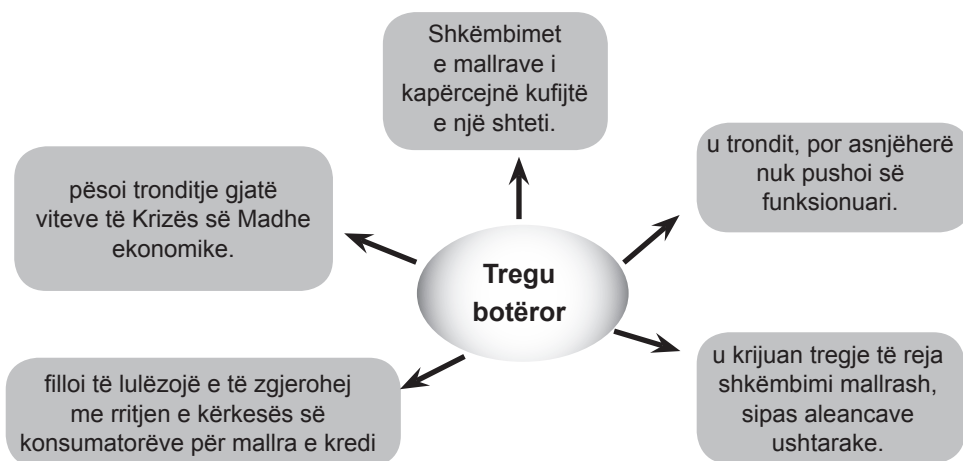 Shkëmbimet
e mallrave i
kapërcejnë kufijtë
e një shteti.
u trondit, por asnjëherë
nuk pushoi së
funksionuari.
pësoi tronditje gjatë
viteve të Krizës së Madhe
ekonomike.
Tregu
botëror
filloi të lulëzojë e të zgjerohej
me rritjen e kërkesës së
konsumatorëve për mallra e kredi
u krijuan tregje të reja
shkëmbimi mallrash,
sipas aleancave
ushtarake.